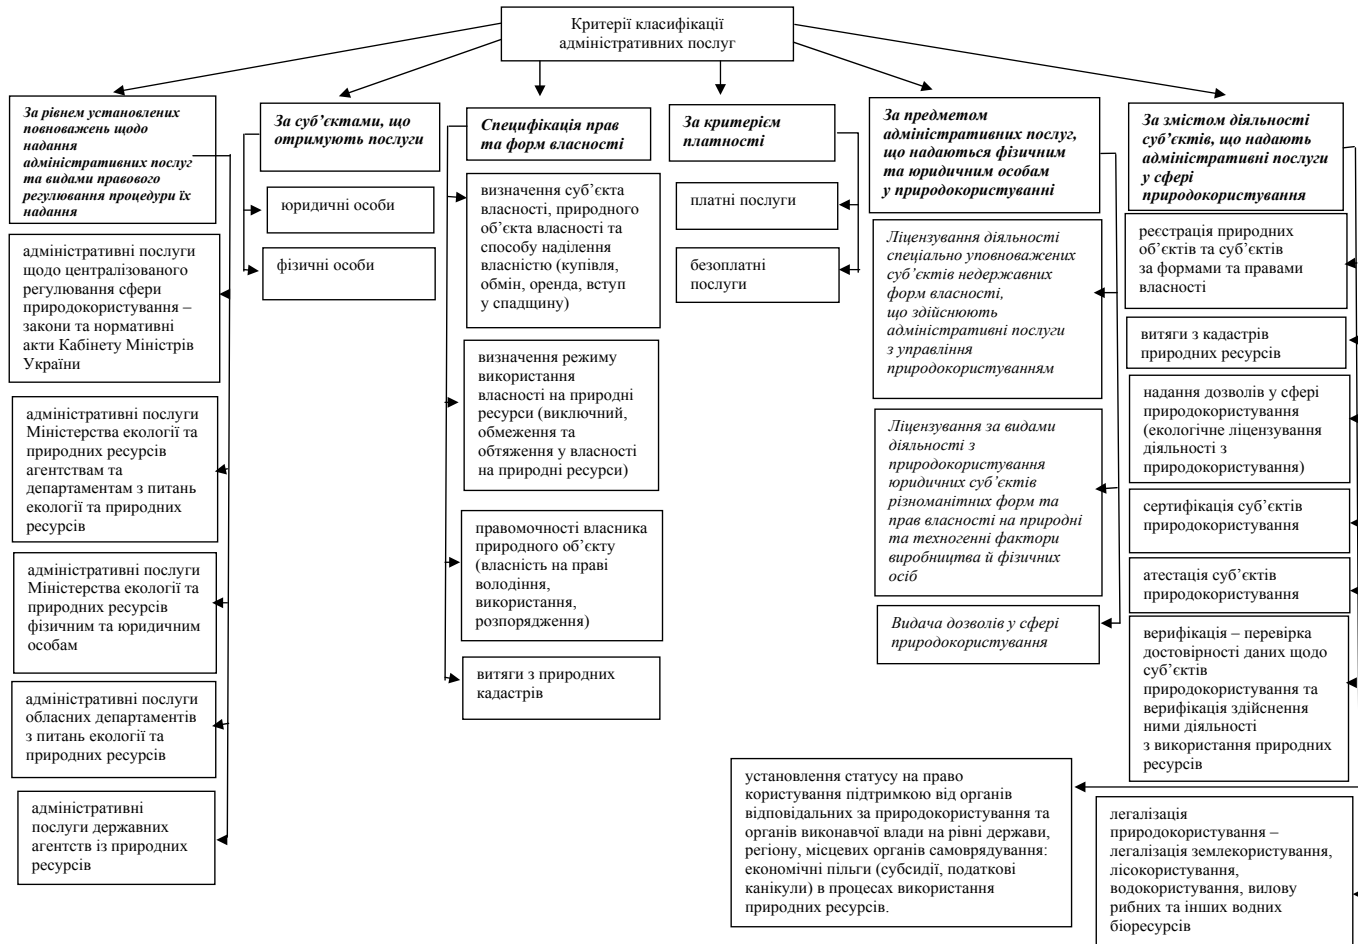 Критерії класифікації
адміністративних послуг
За рівнем установлених
повноважень щодо
надання
адміністративних послуг
та видами правового
регулювання процедури їх
надання
адміністративні послуги
щодо централізованого
регулювання сфери
природокористування –
закони та нормативні
акти Кабінету Міністрів
України
адміністративні послуги
Міністерства екології та
природних ресурсів
агентствам та
департаментам з питань
екології та природних
ресурсів
адміністративні послуги
Міністерства екології та
природних ресурсів
фізичним та юридичним
особам
адміністративні послуги
обласних департаментів
з питань екології та
природних ресурсів
адміністративні
послуги державних
агентств із природних
ресурсів
За суб’єктами, що
отримують послуги
юридичні особи
фізичні особи
Специфікація прав
та форм власності
визначення суб’єкта
власності, природного
об’єкта власності та
способу наділення
власністю (купівля,
обмін, оренда, вступ
у спадщину)
визначення режиму
використання
власності на природні
ресурси (виключний,
обмеження та
обтяження у власності
на природні ресурси)
правомочності власника
природного об’єкту
(власність на праві
володіння,
використання,
розпорядження)
витяги з природних
кадастрів
За критерієм
платності
платні послуги
безоплатні
послуги
За предметом
адміністративних послуг,
що надаються фізичним
та юридичним особам
у природокористуванні
Ліцензування діяльності
спеціально уповноважених
суб’єктів недержавних
форм власності,
що здійснюють
адміністративні послуги
з управління
природокористуванням
Ліцензування за видами
діяльності з
природокористування
юридичних суб’єктів
різноманітних форм та
прав власності на природні
та техногенні фактори
виробництва й фізичних
осіб
Видача дозволів у сфері
природокористування
За змістом діяльності
суб’єктів, що надають
адміністративні послуги
у сфері
природокористування
реєстрація природних
об’єктів та суб’єктів
за формами та правами
власності
витяги з кадастрів
природних ресурсів
надання дозволів у сфері
природокористування
(екологічне ліцензування
діяльності з
природокористування)
сертифікація суб’єктів
природокористування
атестація суб’єктів
природокористування
верифікація – перевірка
достовірності даних щодо
суб’єктів
природокористування та
верифікація здійснення
ними діяльності
з використання природних
ресурсів
установлення статусу на право
користування підтримкою від органів
відповідальних за природокористування та
органів виконавчої влади на рівні держави,
регіону, місцевих органів самоврядування:
економічні пільги (субсидії, податкові
канікули) в процесах використання
природних ресурсів.
легалізація
природокористування –
легалізація землекористування,
лісокористування,
водокористування, вилову
рибних та інших водних
біоресурсів